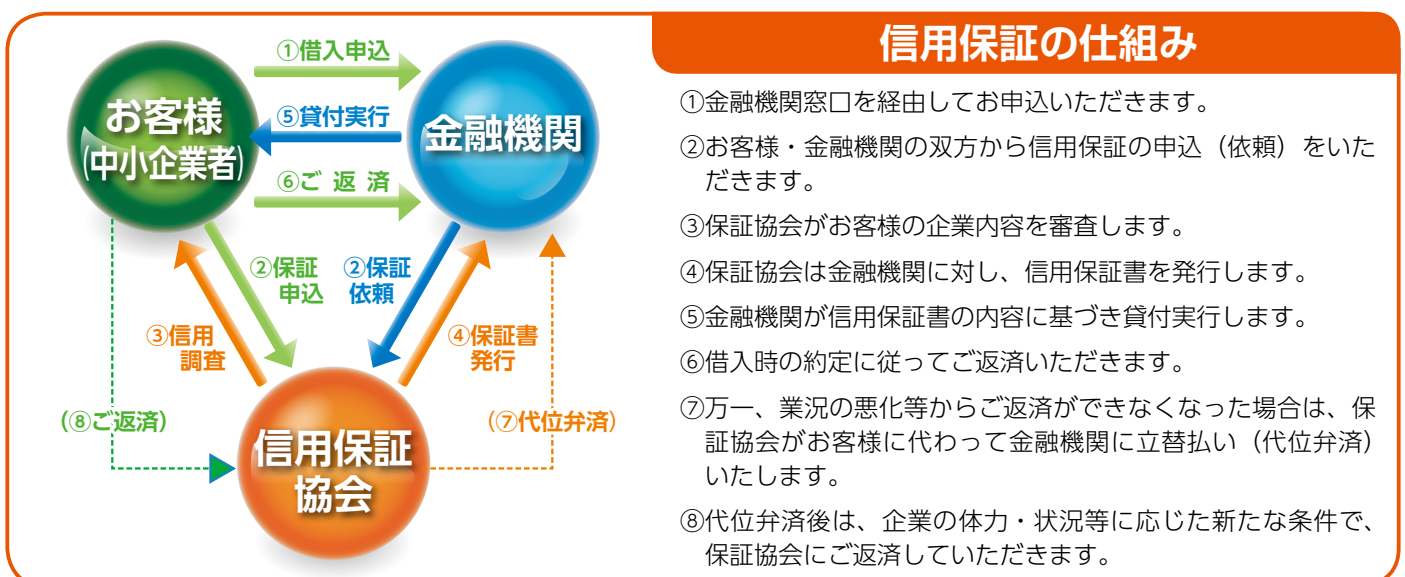 ①借入申込
お客様
(中小企業者)
⑤貸付実行
金融機関
⑥ご 返 済
②保証
申込
②保証
依頼
③信用
調査
④保証書
発行
(⑧ご返済)
(⑦代位弁済)
信用保証
協会
信用保証の仕組み
①金融機関窓口を経由してお申込いただきます。
②お客様・金融機関の双方から信用保証の申込（依頼）をいた
だきます。
③保証協会がお客様の企業内容を審査します。
④保証協会は金融機関に対し、信用保証書を発行します。
⑤金融機関が信用保証書の内容に基づき貸付実行します。
⑥借入時の約定に従ってご返済いただきます。
⑦万一、業況の悪化等からご返済ができなくなった場合は、保
証協会がお客様に代わって金融機関に立替払い（代位弁済）
いたします。
⑧代位弁済後は、企業の体力・状況等に応じた新たな条件で、
保証協会にご返済していただきます。